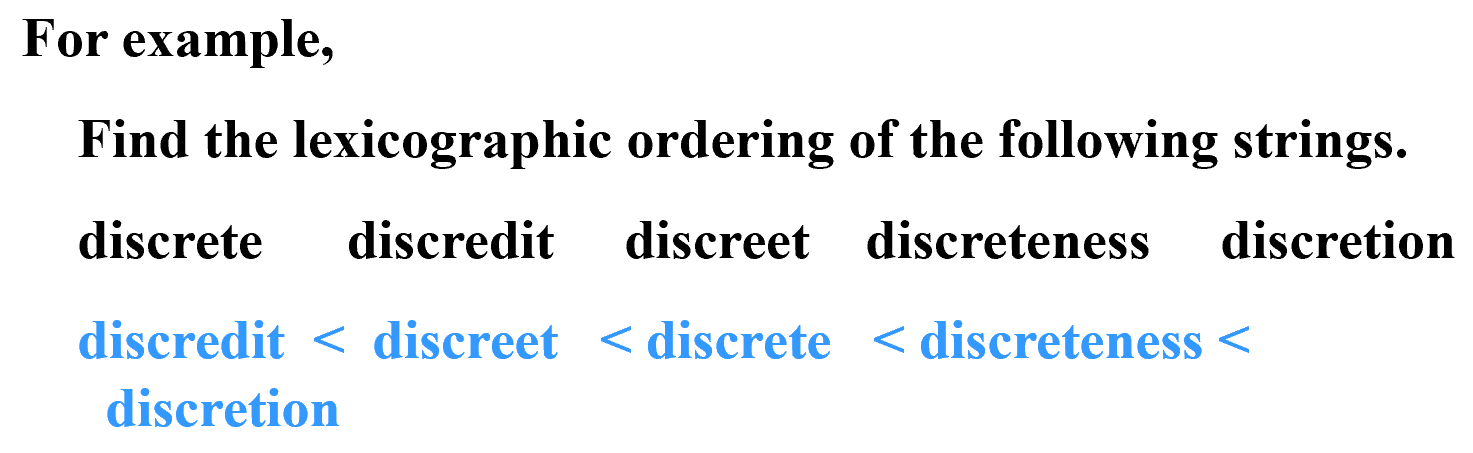 For example,
Find the lexicographic ordering of the following strings.
discrete discredit discreet discreteness discretion
discredit < discreet < discrete < discreteness <
discretion